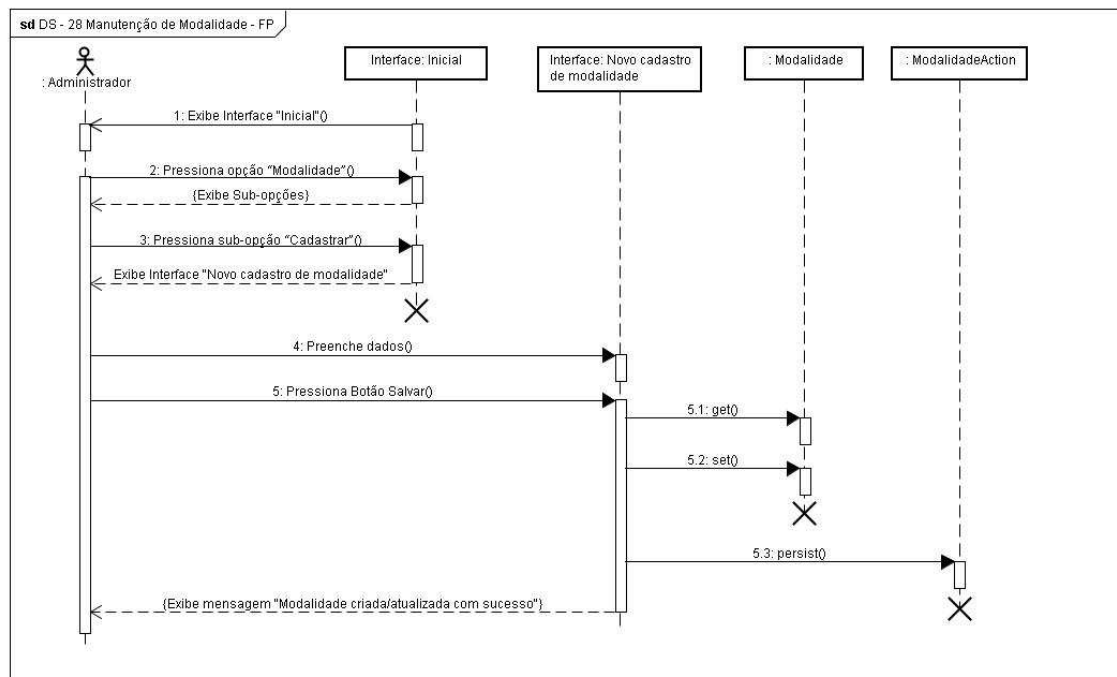 sd DS - 28 Manutenção de Modalidade - FP
: Administrador
Interface: Inicial
Interface: Novo cadastro
de modalidade
: Modalidade
: ModalidadeAction
1: Exibe Interface "Inicial"()
2: Pressiona opção “Modalidade”()
{Exibe Sub-opções}
3: Pressiona sub-opção “Cadastrar”()
Exibe Interface "Novo cadastro de modalidade"
4: Preenche dados()
5: Pressiona Botão Salvar()
5.1: get()
5.2: set()
5.3: persist()
{Exibe mensagem "Modalidade criada/atualizada com sucesso"}